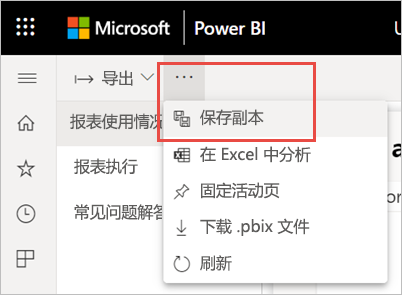 Microsoft Power BI
导出 ···
报表使用情况
保存副本
报表执行
在 Excel 中分析
常见问题解答
固定活动页
下载 .pbix 文件
刷新